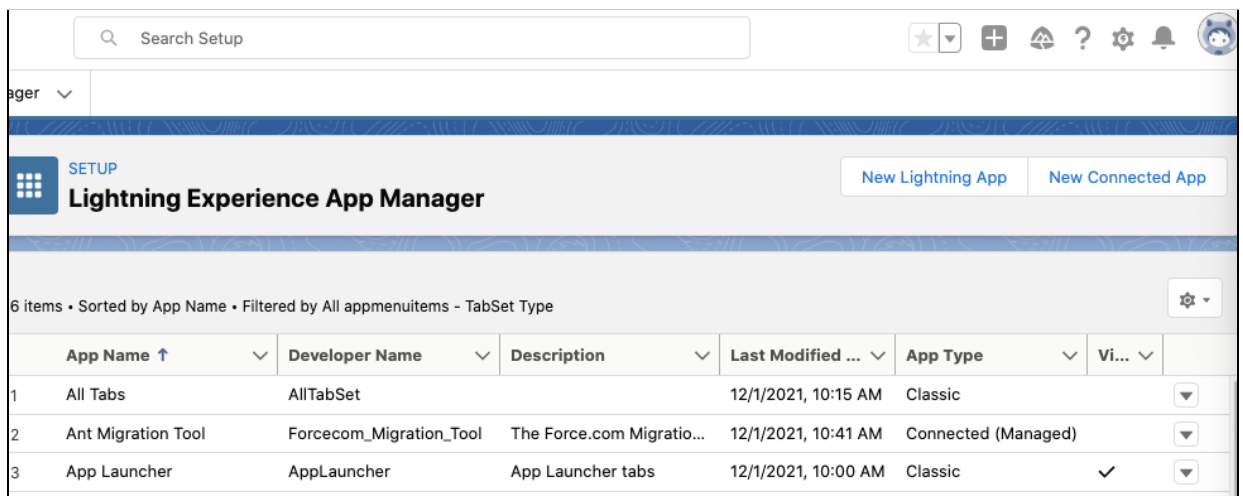 Search Setup
ager
SETUP
Lightning Experience App Manager
New Lightning App
New Connected App
6 items • Sorted by App Name • Filtered by All appmenuitems - TabSet Type
App Name ↑ Developer Name Description Last Modified ... App Type Vi...
1 All Tabs AllTabSet 12/1/2021, 10:15 AM Classic
2 Ant Migration Tool Forcecom_Migration_Tool The Force.com Migratio... 12/1/2021, 10:41 AM Connected (Managed)
3 App Launcher AppLauncher App Launcher tabs 12/1/2021, 10:00 AM Classic ✓